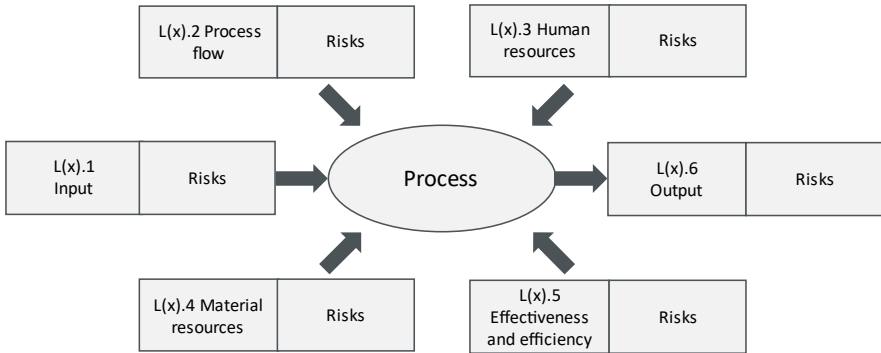 L(x).2 Process
flow
Risks
L(x).3 Human
resources
Risks
L(x).1
Input
Risks
Process
L(x).6
Output
Risks
L(x).4 Material
resources
Risks
L(x).5
Effectiveness
and efficiency
Risks